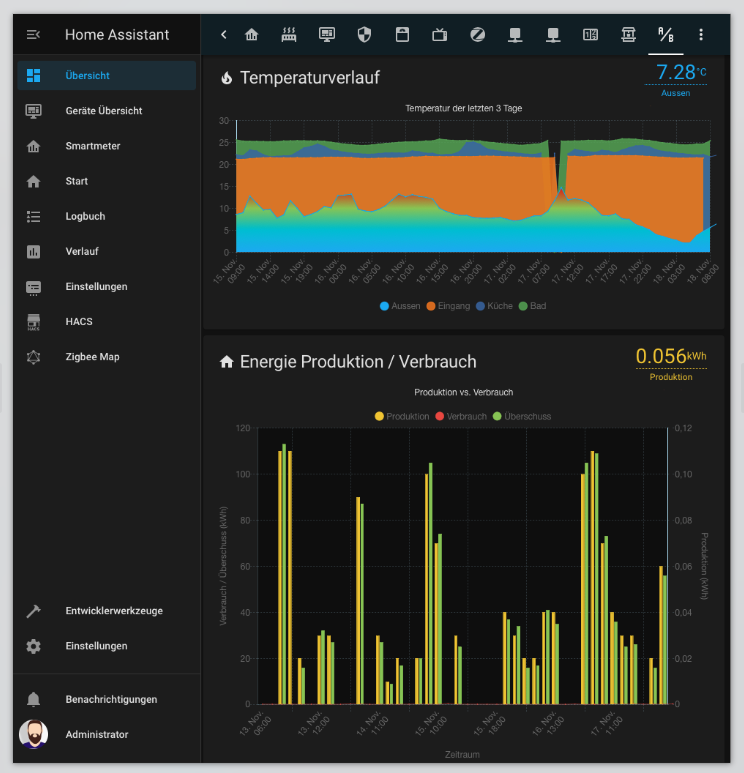 Home Assistant
Übersicht
Geräte Übersicht
Smartmeter
Start
Logbuch
Verlauf
Einstellungen
HACS
HACS
Zigbee Map
Entwicklerwerkzeuge
Einstellungen
Benachrichtigungen
Administrator
A/B
Temperaturverlauf
7.28 °C
Aussen
Temperatur der letzten 3 Tage
30
25
20
15
10
5
0
15. Nov. 09:00
15. Nov. 14:00
15. Nov. 19:00
16. Nov. 00:00
16. Nov. 05:00
16. Nov. 10:00
16. Nov. 15:00
16. Nov. 20:00
17. Nov. 02:00
17. Nov. 07:00
17. Nov. 12:00
17. Nov. 17:00
17. Nov. 22:00
18. Nov. 03:00
18. Nov. 08:00
Aussen Eingang Küche Bad
Energie Produktion / Verbrauch
0.056 kWh
Produktion
Produktion vs. Verbrauch
Produktion Verbrauch Überschuss
Verbrauch / Überschuss (kWh)
120
100
80
60
40
20
0
0,12
0,10
0,08
0,06
0,04
0,02
0
Produktion (kWh)
13. Nov. 06:00
13. Nov. 12:00
14. Nov. 11:00
15. Nov. 10:00
15. Nov. 18:00
16. Nov. 13:00
17. Nov. 11:00
Zeitraum